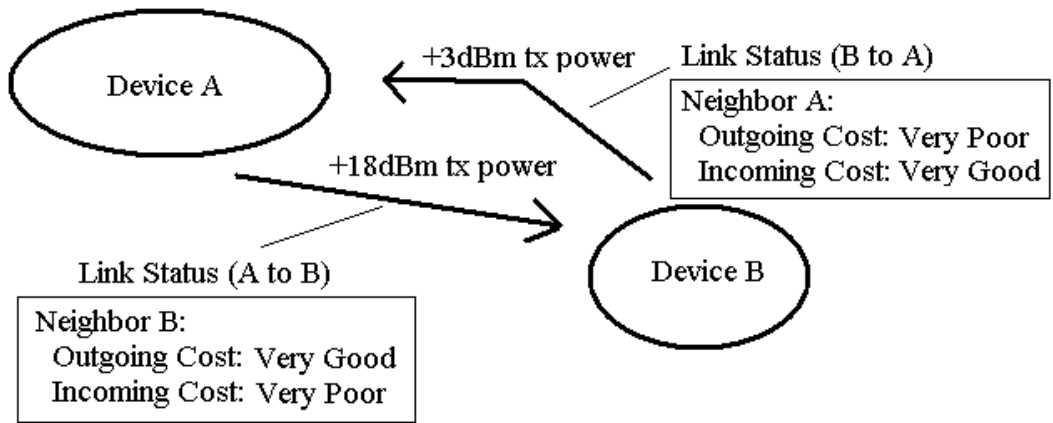 +3dBm tx power
Link Status (B to A)
Device A
Neighbor A:
Outgoing Cost: Very Poor
Incoming Cost: Very Good
+18dBm tx power
Link Status (A to B)
Device B
Neighbor B:
Outgoing Cost: Very Good
Incoming Cost: Very Poor